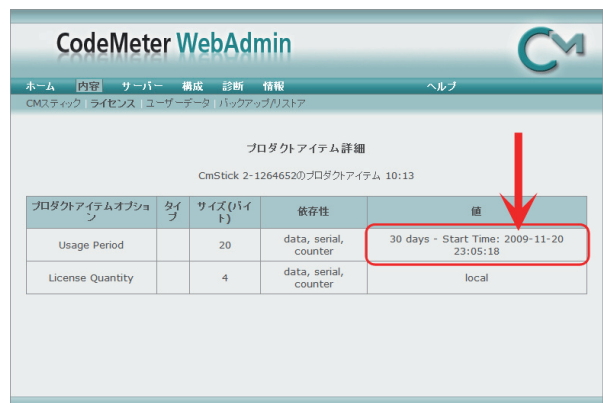 CodeMeter WebAdmin
CM
ホーム 内容 サーバー 構成 診断 情報 ヘルプ
CMスティック | ライセンス | ユーザーデータ | バックアップ/リストア
プロダクトアイテム詳細
CmStick 2-1264652のプロダクトアイテム 10:13
プロダクトアイテムオプショ
ン
タイ
プ
サイズ(バイ
ト)
依存性
値
Usage Period
20
data, serial,
counter
30 days - Start Time: 2009-11-20
23:05:18
License Quantity
4
data, serial,
counter
local